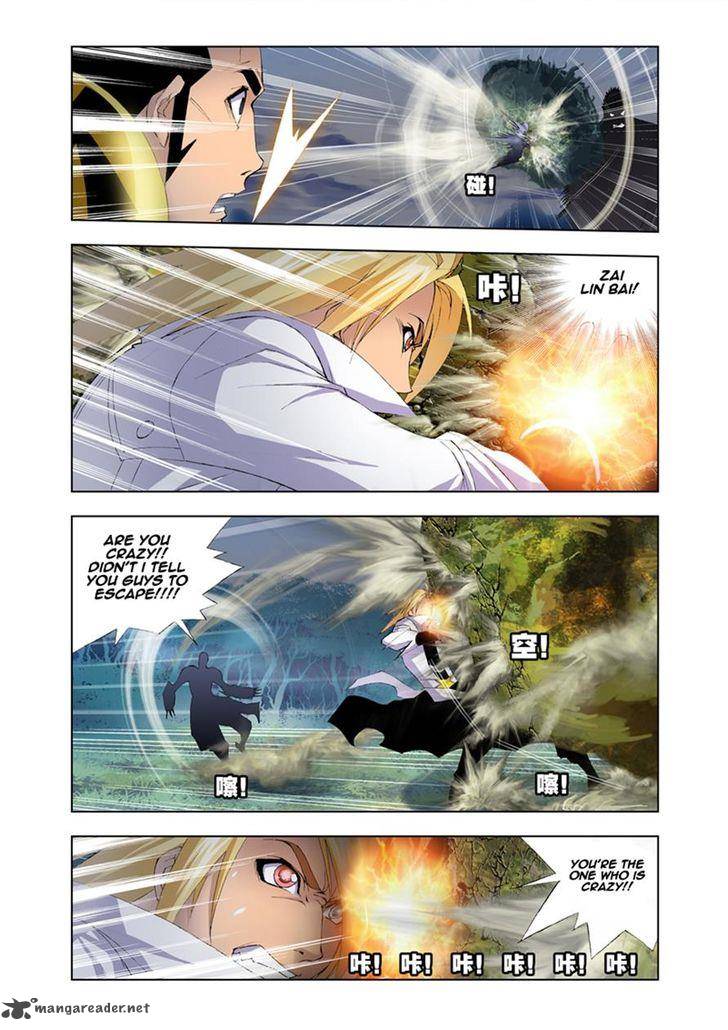 碰!
咔!
ZAI
LIN BAI!
ARE YOU
CRAZY!!
DIDN'T I TELL
YOU GUYS TO
ESCAPE!!!!
空!
嚓!
嚓!
YOU'RE THE
ONE WHO IS
CRAZY!!
咔! 咔! 咔! 咔! 咔! 咔!
mangareader.net